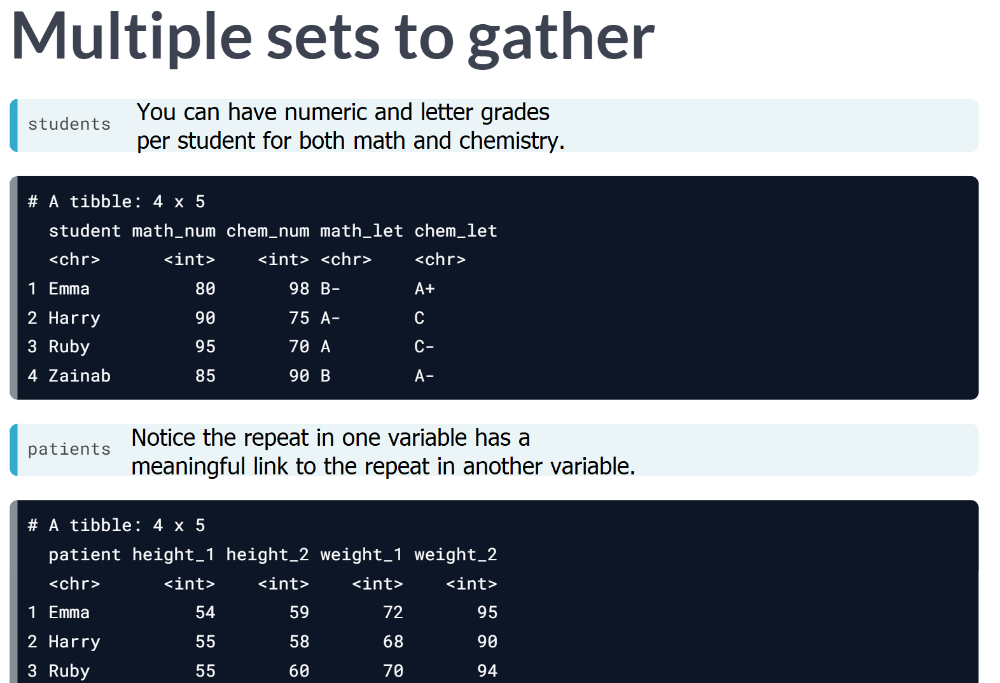 Multiple sets to gather
students
You can have numeric and letter grades
per student for both math and chemistry.
# A tibble: 4 x 5
student math_num chem_num math_let chem_let
<chr> <int> <int> <chr> <chr>
1 Emma 80 98 B- A+
2 Harry 90 75 A- C
3 Ruby 95 70 A C-
4 Zainab 85 90 B A-
patients
Notice the repeat in one variable has a
meaningful link to the repeat in another variable.
# A tibble: 4 x 5
patient height_1 height_2 weight_1 weight_2
<chr> <int> <int> <int> <int>
1 Emma 54 59 72 95
2 Harry 55 58 68 90
3 Ruby 55 60 70 94